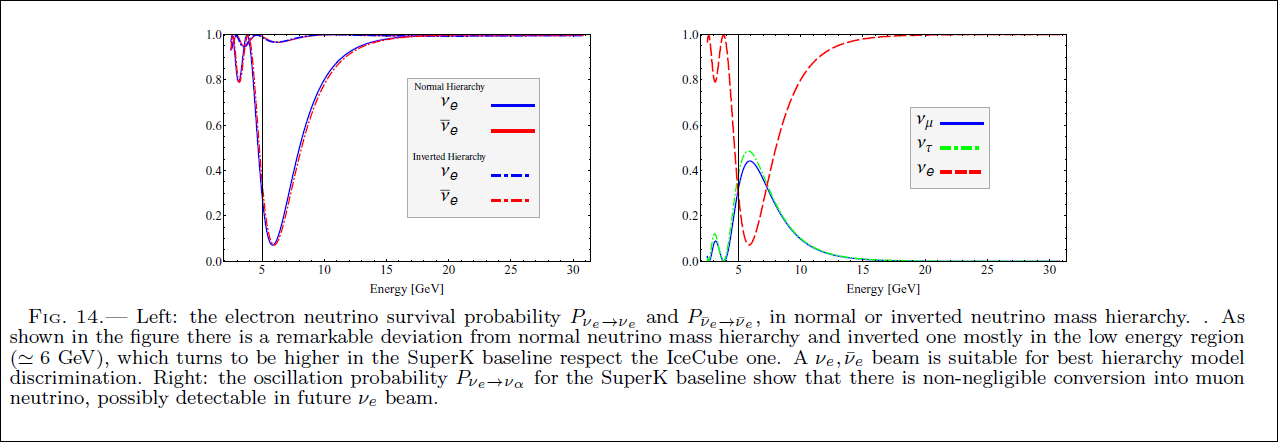 1.0
0.8
0.6
0.4
0.2
0.0
5 10 15 20 25 30
Energy [GeV]
Normal Hierarchy
νe
ν̄e
Inverted Hierarchy
νe
ν̄e
1.0
0.8
0.6
0.4
0.2
0.0
5 10 15 20 25 30
Energy [GeV]
νμ
ντ
νe
Fig. 14.— Left: the electron neutrino survival probability Pνe→νe and Pν̄e→ν̄e, in normal or inverted neutrino mass hierarchy. . As
shown in the figure there is a remarkable deviation from normal neutrino mass hierarchy and inverted one mostly in the low energy region
(≃ 6 GeV), which turns to be higher in the SuperK baseline respect the IceCube one. A νe,ν̄e beam is suitable for best hierarchy model
discrimination. Right: the oscillation probability Pνe→να for the SuperK baseline show that there is non-negligible conversion into muon
neutrino, possibly detectable in future νe beam.